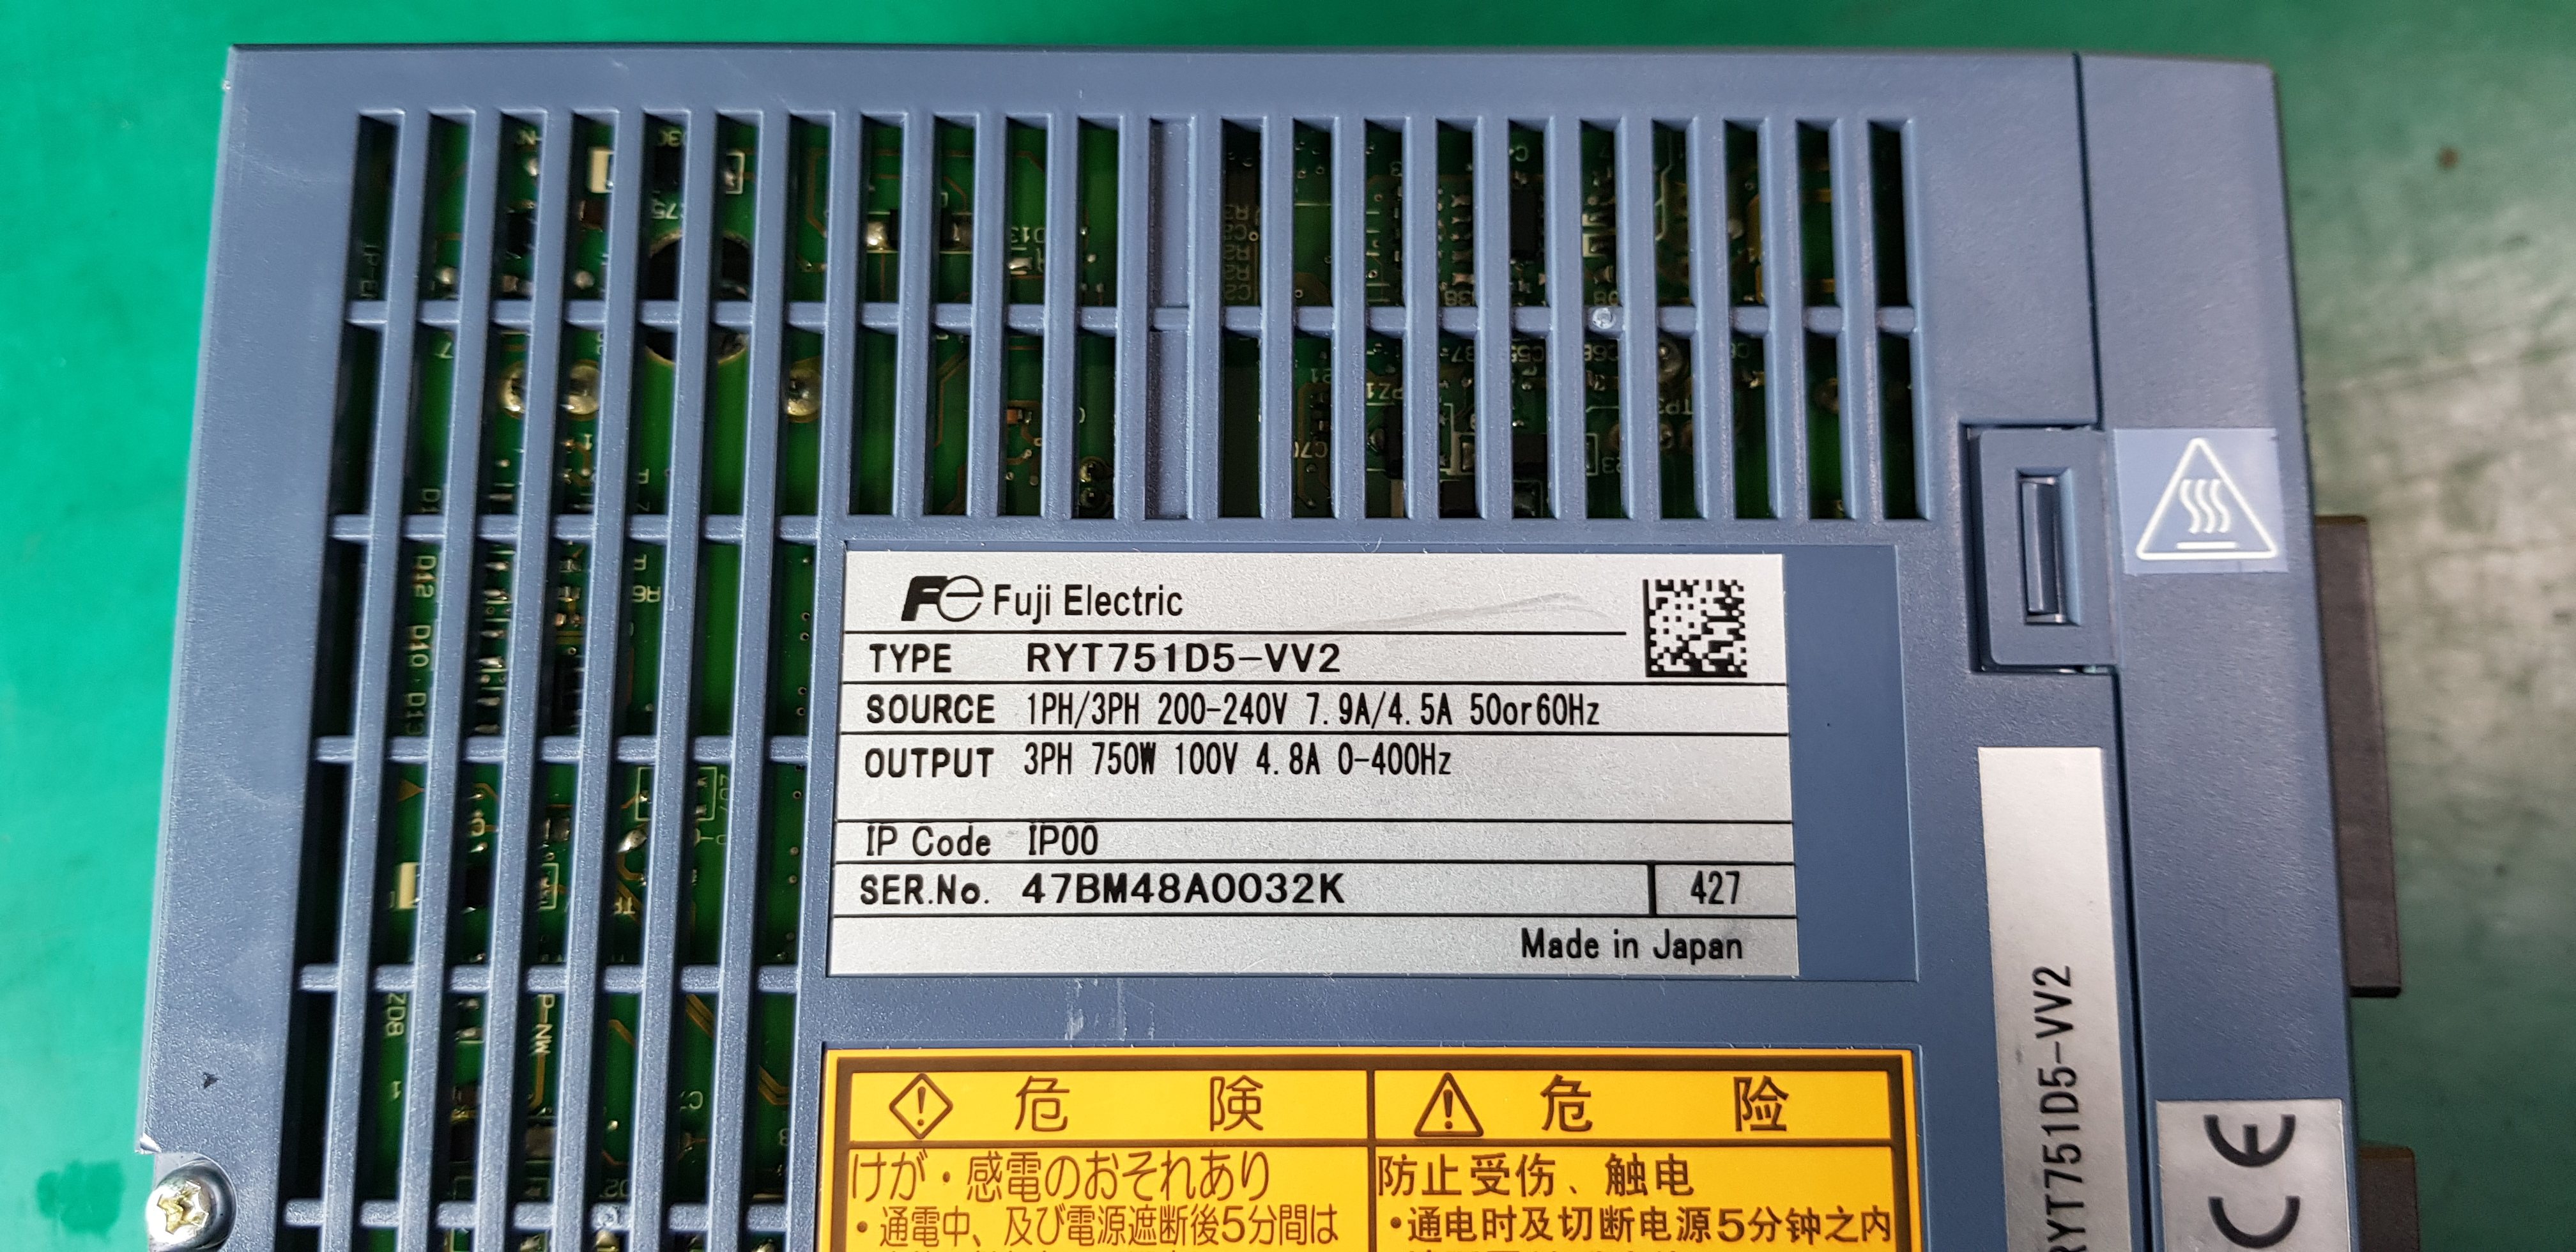 Fe Fuji Electric
TYPE RYT751D5-VV2
SOURCE 1PH/3PH 200-240V 7.9A/4.5A 50or60Hz
OUTPUT 3PH 750W 100V 4.8A 0-400Hz
IP Code IP00
SER.No. 47BM48A0032K 427
Made in Japan
危 険
けが・感電のおそれあり
・通電中、及び電源遮断後5分間は
危 险
防止受伤、触电
・通电时及切断电源5分钟之内
RYT751D5-VV2
CE